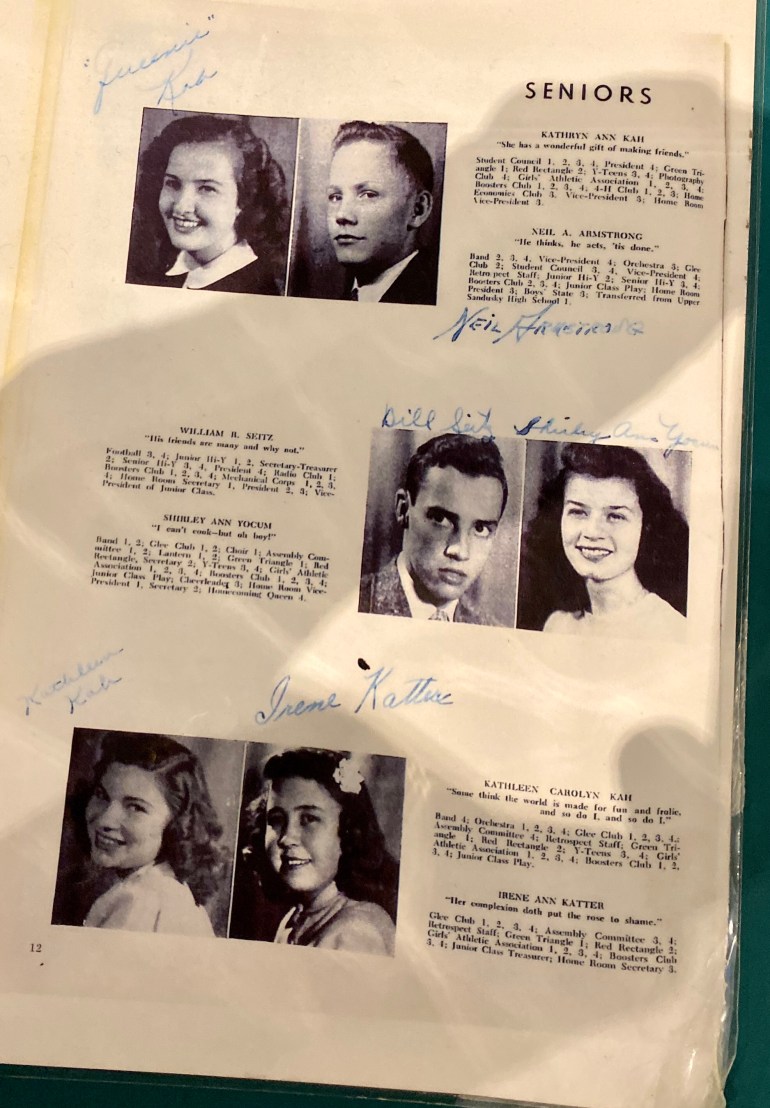 "Queenie"
Kah
SENIORS
KATHRYN ANN KAH
"She has a wonderful gift of making friends."
Student Council 1, 2, 3, 4, President 4; Green Tri-
angle 1; Red Rectangle 2; Y-Teens 3, 4; Photography
Club 4; Girls' Athletic Association 1, 2, 3, 4;
Boosters Club 1, 2, 3, 4; 4-H Club 1, 2, 3; Home
Economics Club 3, Vice-President 3; Home Room
Vice-President 3.
NEIL A. ARMSTRONG
"He thinks, he acts, 'tis done."
Band 2, 3, 4, Vice-President 4; Orchestra 3; Glee
Club 2; Student Council 3, 4, Vice-President 4;
Retrospect Staff; Junior Hi-Y 2; Senior Hi-Y 3, 4;
Boosters Club 2, 3, 4; Junior Class Play; Home Room
President 3; Boys' State 3; Transferred from Upper
Sandusky High School 1.
Neil Armstrong
Bill Seitz Shirley Ann Yocum
WILLIAM R. SEITZ
"His friends are many and why not."
Football 3, 4; Junior Hi-Y 1, 2, Secretary-Treasurer
2; Senior Hi-Y 3, 4, President 4; Radio Club 1;
Boosters Club 1, 2, 3, 4; Mechanical Corps 1, 2, 3,
4; Home Room Secretary 1, President 2, 3; Vice-
President of Junior Class.
SHIRLEY ANN YOCUM
"I can't cook—but oh boy!"
Band 1, 2; Glee Club 1, 2; Choir 1; Assembly Com-
mittee 1, 2; Lantern 1, 2; Green Triangle 1; Red
Rectangle, Secretary 2; Y-Teens 3, 4; Girls' Athletic
Association 1, 2, 3, 4; Boosters Club 1, 2, 3, 4;
Junior Class Play; Cheerleader 3; Home Room Vice-
President 1, Secretary 2; Homecoming Queen 4.
Kathleen
Kah
Irene Katter
KATHLEEN CAROLYN KAH
"Some think the world is made for fun and frolic,
and so do I, and so do I."
Band 4; Orchestra 1, 2, 3, 4; Glee Club 1, 2, 3, 4;
Assembly Committee 4; Retrospect Staff; Green Tri-
angle 1; Red Rectangle 2; Y-Teens 3, 4; Girls'
Athletic Association 1, 2, 3, 4; Boosters Club 1, 2,
3, 4; Junior Class Play.
IRENE ANN KATTER
"Her complexion doth put the rose to shame."
Glee Club 1, 2, 3, 4; Assembly Committee 3, 4;
Retrospect Staff; Green Triangle 1; Red Rectangle 2;
Girls' Athletic Association 1, 2, 3, 4; Boosters Club
3, 4; Junior Class Treasurer; Home Room Secretary 3.
12